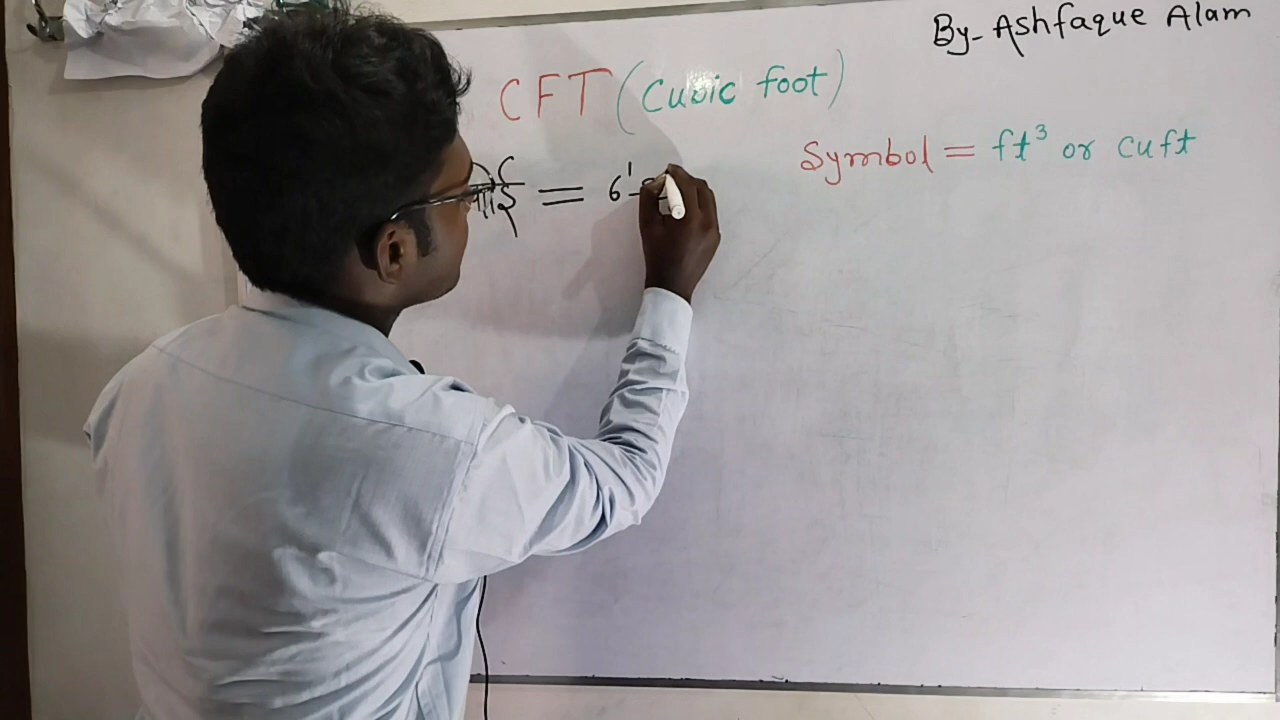 By- Ashfaque Alam
CFT (Cubic foot)
Symbol = ft³ or cuft
= 6'-